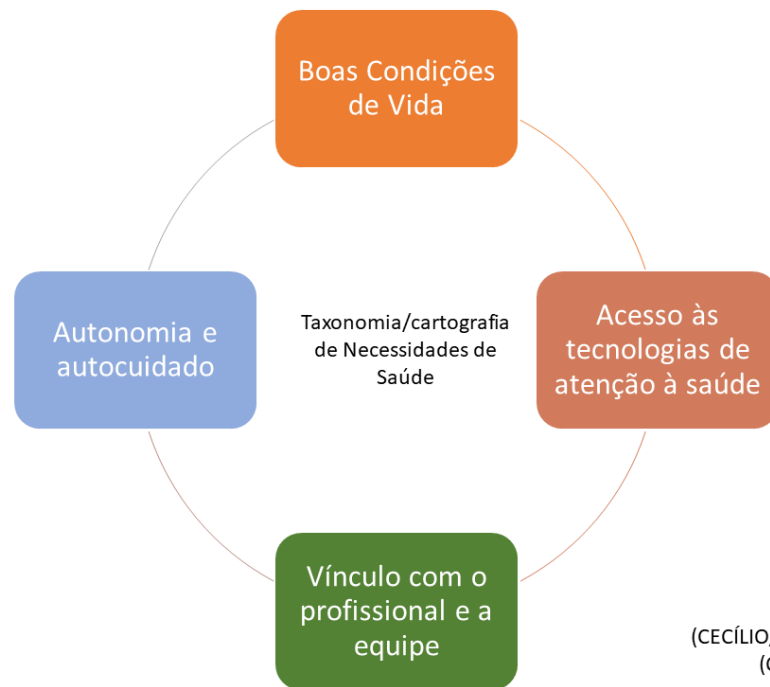 Boas Condições
de Vida
Autonomia e
autocuidado
Taxonomia/cartografia
de Necessidades de
Saúde
Acesso às
tecnologias de
atenção à saúde
Vínculo com o
profissional e a
equipe
(CECÍLIO,